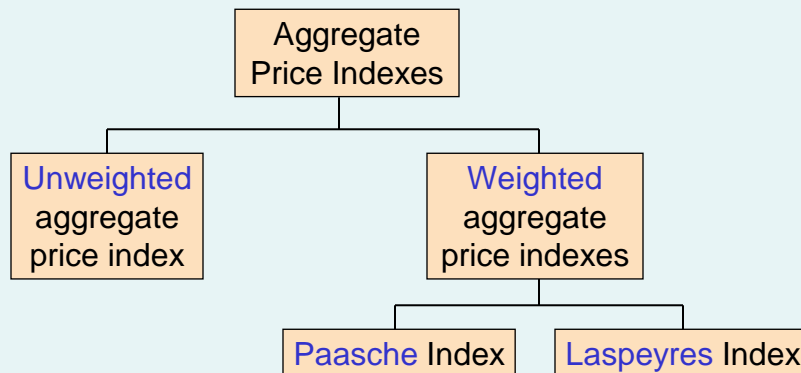 Aggregate
Price Indexes
Unweighted
aggregate
price index
Weighted
aggregate
price indexes
Paasche Index
Laspeyres Index